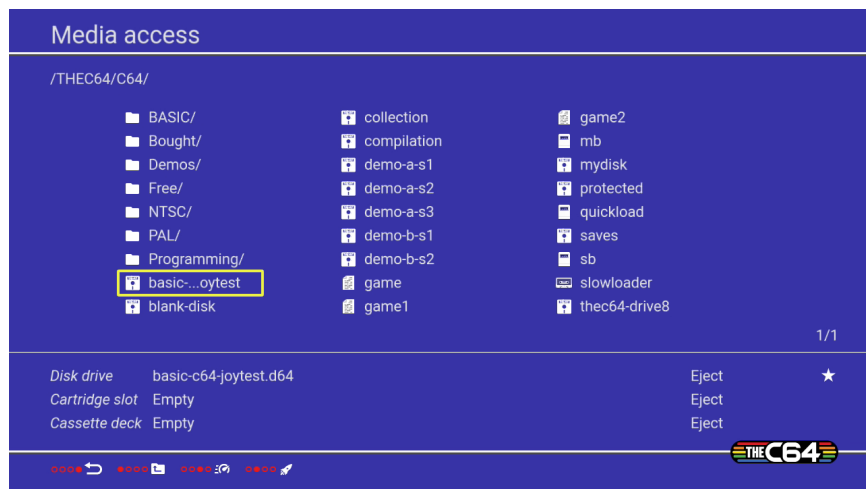 Media access
/THEC64/C64/
BASIC/ collection game2
Bought/ compilation mb
Demos/ demo-a-s1 mydisk
Free/ demo-a-s2 protected
NTSC/ demo-a-s3 quickload
PAL/ demo-b-s1 saves
Programming/ demo-b-s2 sb
basic-...oytest game slowloader
blank-disk game1 thec64-drive8
1/1
Disk drive basic-c64-joytest.d64 Eject
Cartridge slot Empty Eject
Cassette deck Empty Eject
THEC64